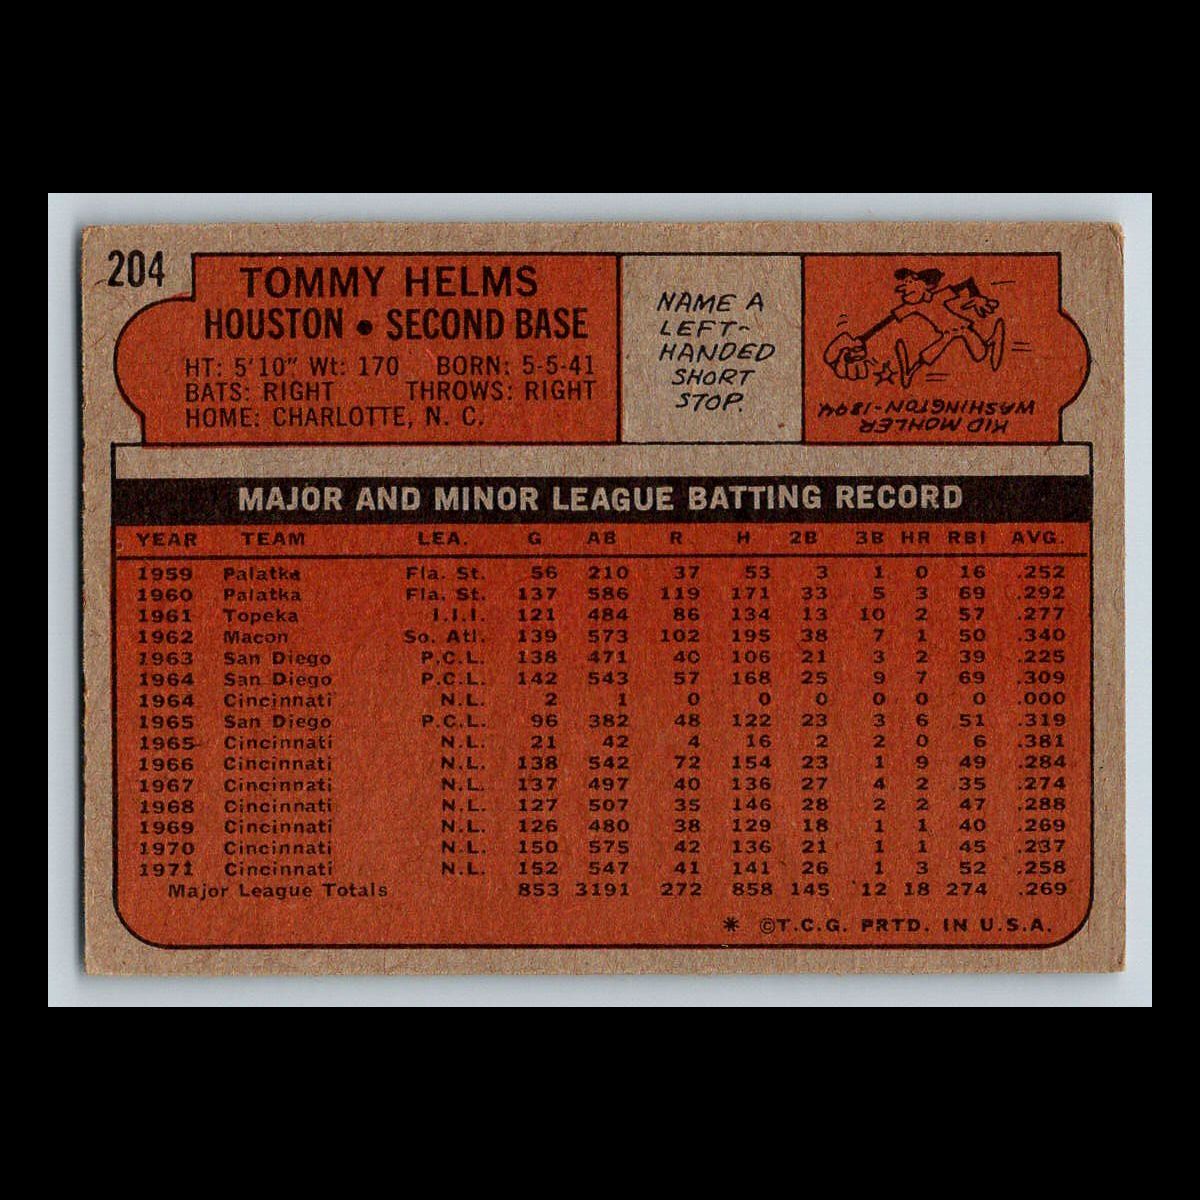 204
TOMMY HELMS
HOUSTON • SECOND BASE
HT: 5'10" Wt: 170 BORN: 5-5-41
BATS: RIGHT THROWS: RIGHT
HOME: CHARLOTTE, N. C.
NAME A
LEFT-
HANDED
SHORT
STOP.
KID MOHLER
WASHINGTON-1894
MAJOR AND MINOR LEAGUE BATTING RECORD
YEAR TEAM LEA. G AB R H 2B 3B HR RBI AVG.
1959 Palatka Fla. St. 56 210 37 53 3 1 0 16 .252
1960 Palatka Fla. St. 137 586 119 171 33 5 3 69 .292
1961 Topeka I.I.I. 121 484 86 134 13 10 2 57 .277
1962 Macon So. Atl. 139 573 102 195 38 7 1 50 .340
1963 San Diego P.C.L. 138 471 40 106 21 3 2 39 .225
1964 San Diego P.C.L. 142 543 57 168 25 9 7 69 .309
1964 Cincinnati N.L. 2 1 0 0 0 0 0 0 .000
1965 San Diego P.C.L. 96 382 48 122 23 3 6 51 .319
1965 Cincinnati N.L. 21 42 4 16 2 2 0 6 .381
1966 Cincinnati N.L. 138 542 72 154 23 1 9 49 .284
1967 Cincinnati N.L. 137 497 40 136 27 4 2 35 .274
1968 Cincinnati N.L. 127 507 35 146 28 2 2 47 .288
1969 Cincinnati N.L. 126 480 38 129 18 1 1 40 .269
1970 Cincinnati N.L. 150 575 42 136 21 1 1 45 .237
1971 Cincinnati N.L. 152 547 41 141 26 1 3 52 .258
Major League Totals 853 3191 272 858 145 12 18 274 .269
* ©T.C.G. PRTD. IN U.S.A.